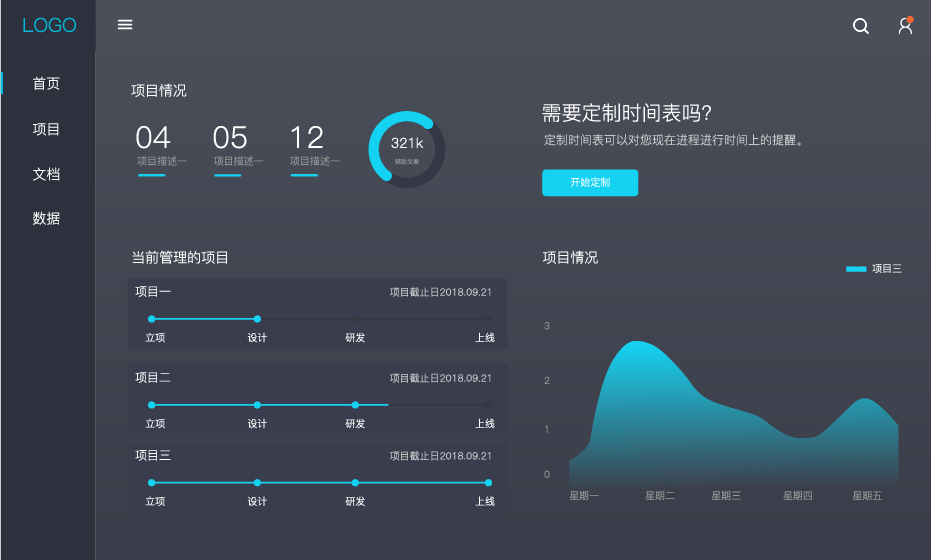 LOGO
首页
项目
文档
数据
项目情况
04 05 12
项目描述一 项目描述一 项目描述一
321k
需要定制时间表吗?
定制时间表可以对您现在进程进行时间上的提醒。
开始定制
当前管理的项目
项目一 项目截止日2018.09.21
立项 设计 研发 上线
项目二 项目截止日2018.09.21
立项 设计 研发 上线
项目三 项目截止日2018.09.21
立项 设计 研发 上线
项目情况
项目三
3
2
1
0
星期一 星期二 星期三 星期四 星期五